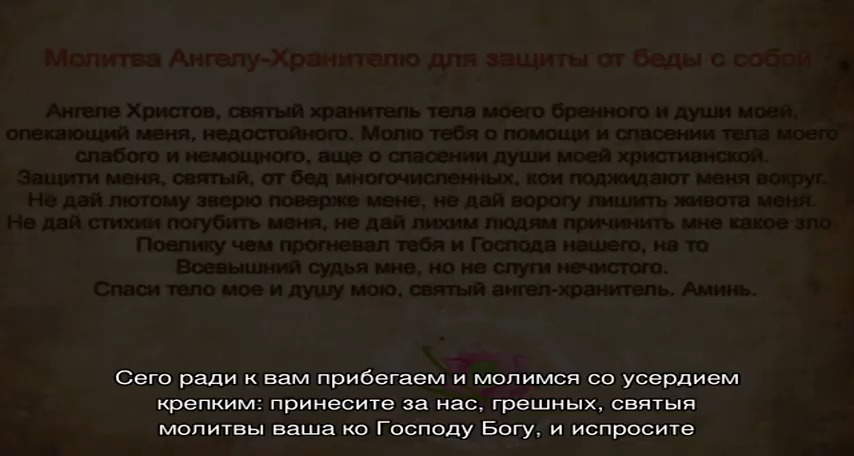 Молитва Ангелу-Хранителю для защиты от беды с собой
Ангеле Христов, святый хранитель тела моего бренного и души моей,
опекающий меня, недостойного. Молю тебя о помощи и спасении тела моего
слабого и немощного, аще о спасении души моей христианской.
Защити меня, святый, от бед многочисленных, кои поджидают меня вокруг.
Не дай лютому зверю поверже мене, не дай ворогу лишить живота меня.
Не дай стихии погубить меня, не дай лихим людям причинить мне какое зло.
Поелику чем прогневал тебя и Господа нашего, на то
Всевышний судья мне, но не слуги нечистого.
Спаси тело мое и душу мою, святый ангел-хранитель. Аминь.
Сего ради к вам прибегаем и молимся со усердием
крепким: принесите за нас, грешных, святыя
молитвы ваша ко Господу Богу, и испросите